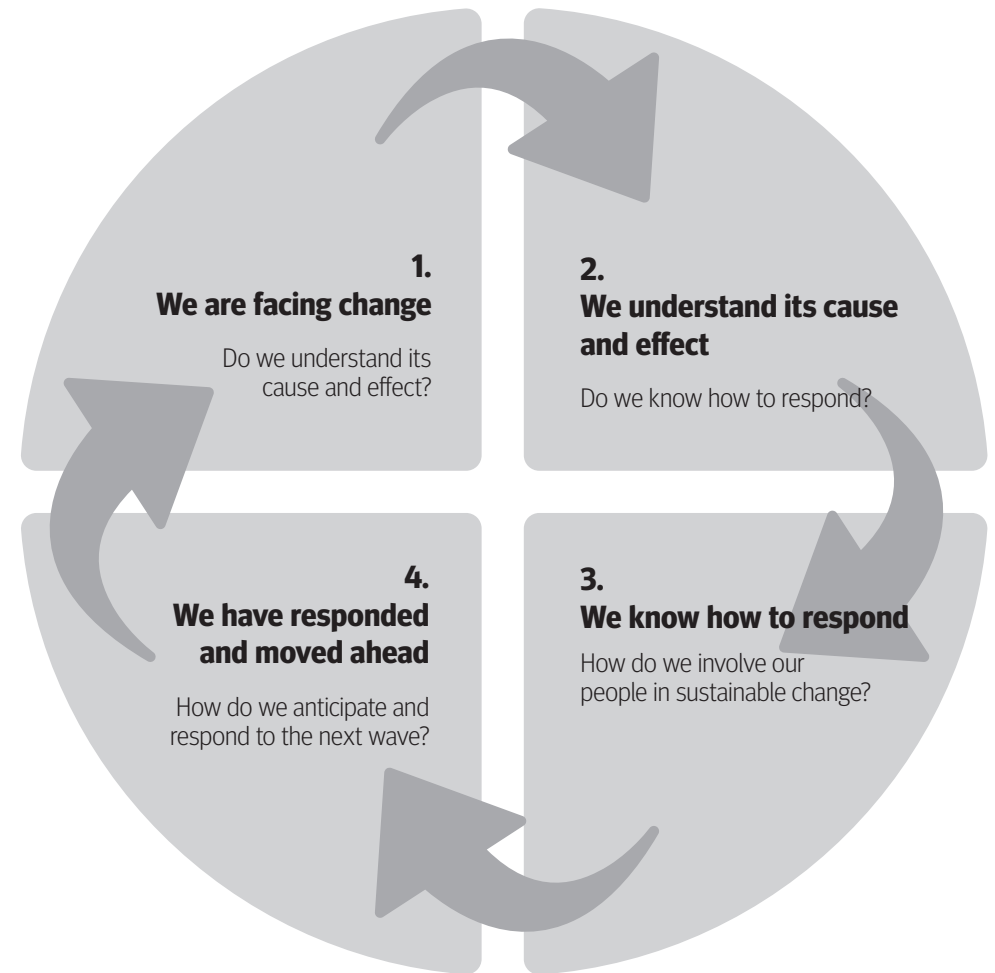 1.
We are facing change
Do we understand its
cause and effect?
2.
We understand its cause
and effect
Do we know how to respond?
3.
We know how to respond
How do we involve our
people in sustainable change?
4.
We have responded
and moved ahead
How do we anticipate and
respond to the next wave?